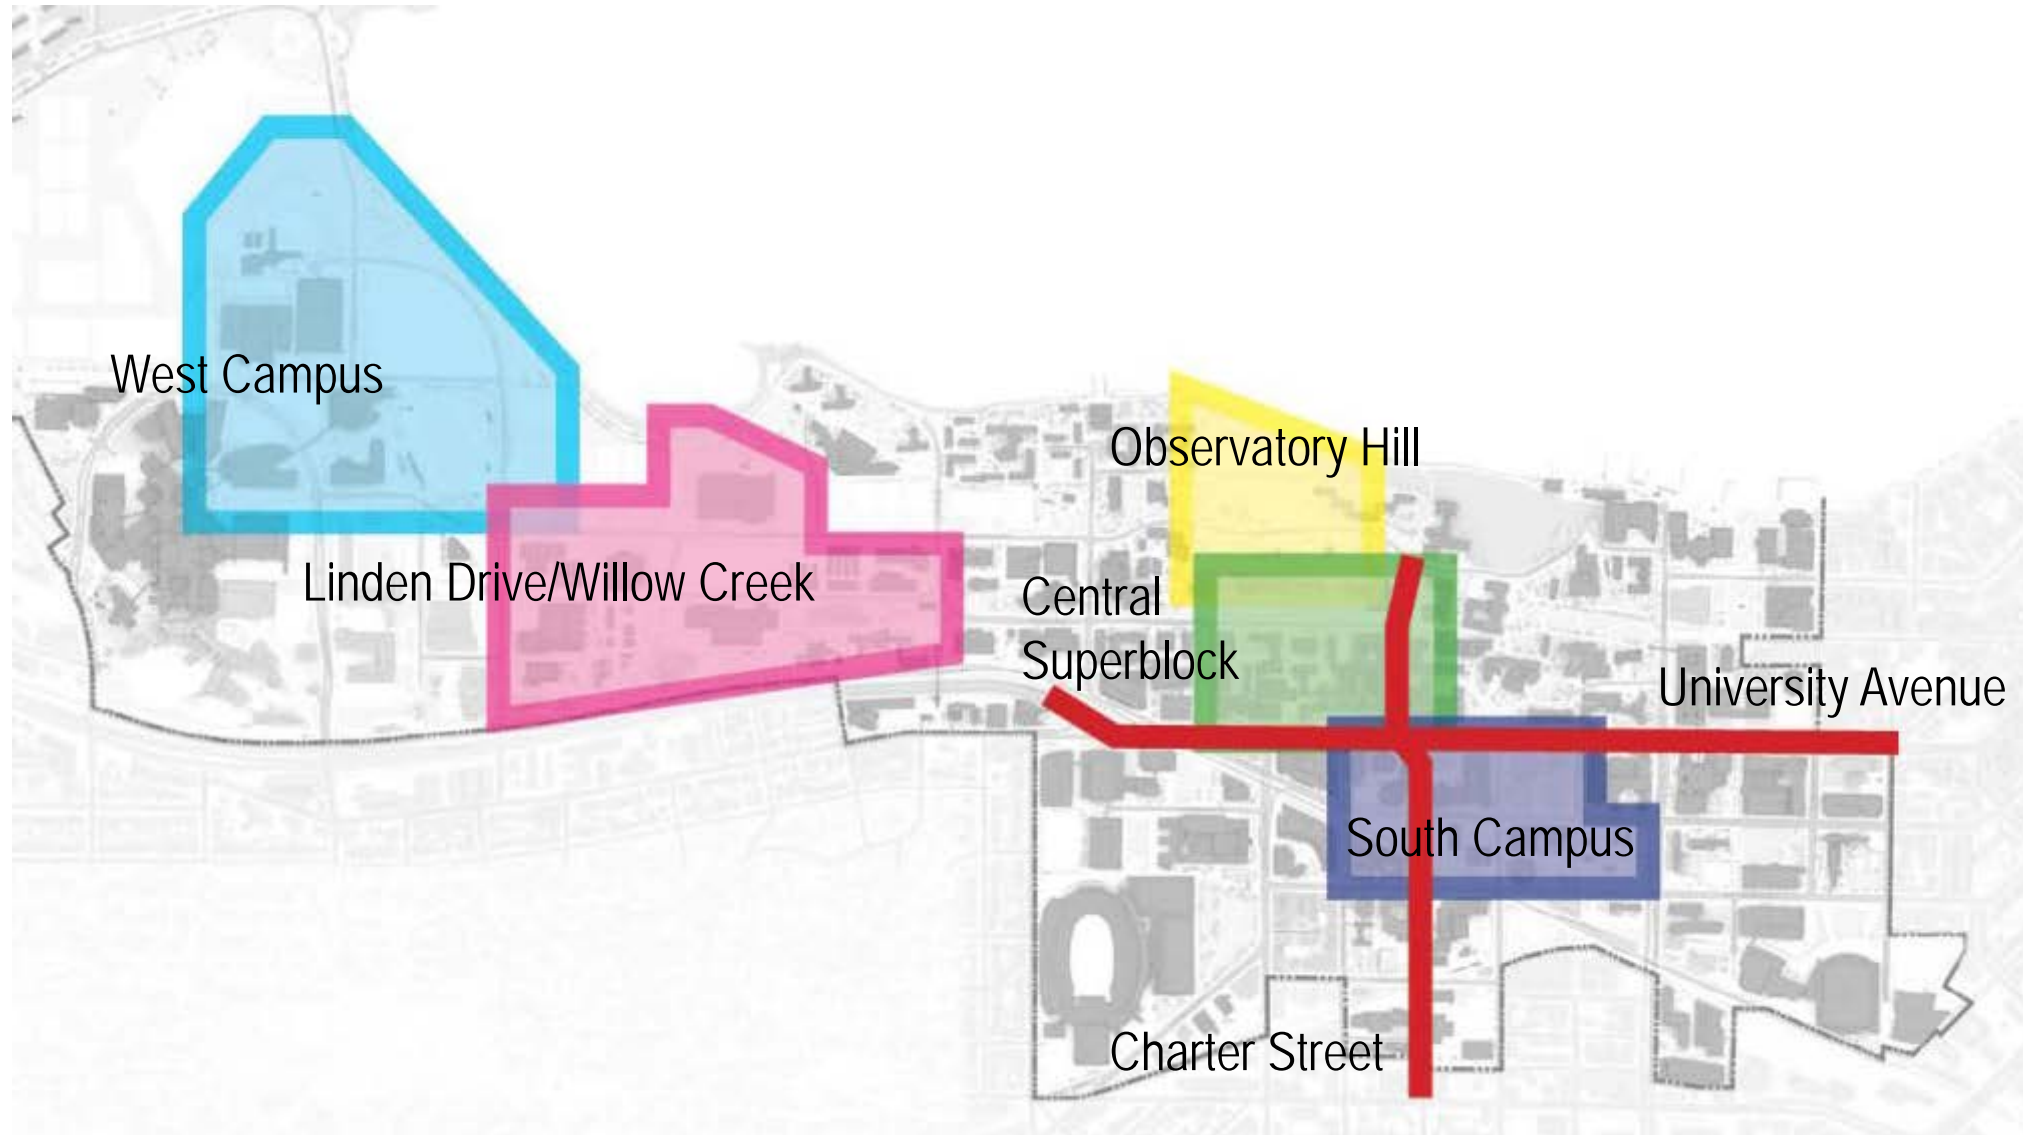 West Campus
Observatory Hill
Linden Drive/Willow Creek
Central
Superblock
University Avenue
South Campus
Charter Street